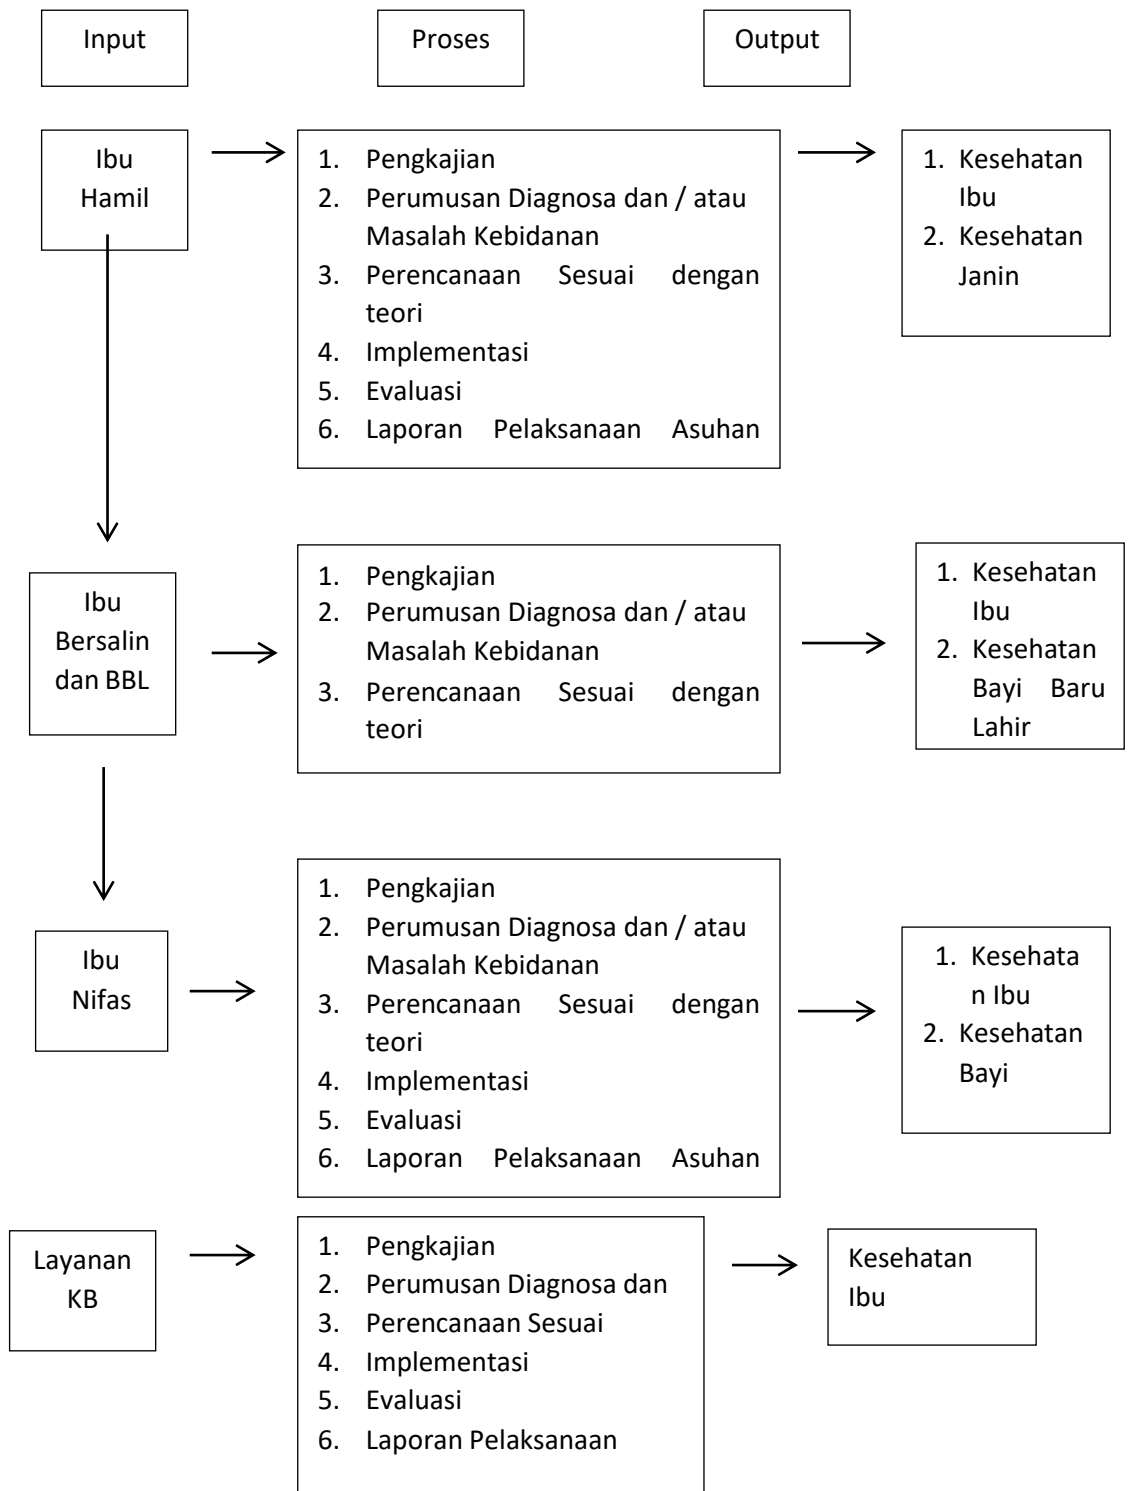 Input
Proses
Output
Ibu
Hamil
1. Pengkajian
2. Perumusan Diagnosa dan / atau
Masalah Kebidanan
3. Perencanaan Sesuai dengan
teori
4. Implementasi
5. Evaluasi
6. Laporan Pelaksanaan Asuhan
1. Kesehatan
Ibu
2. Kesehatan
Janin
Ibu
Bersalin
dan BBL
1. Pengkajian
2. Perumusan Diagnosa dan / atau
Masalah Kebidanan
3. Perencanaan Sesuai dengan
teori
1. Kesehatan
Ibu
2. Kesehatan
Bayi Baru
Lahir
Ibu
Nifas
1. Pengkajian
2. Perumusan Diagnosa dan / atau
Masalah Kebidanan
3. Perencanaan Sesuai dengan
teori
4. Implementasi
5. Evaluasi
6. Laporan Pelaksanaan Asuhan
1. Kesehata
n Ibu
2. Kesehatan
Bayi
Layanan
KB
1. Pengkajian
2. Perumusan Diagnosa dan
3. Perencanaan Sesuai
4. Implementasi
5. Evaluasi
6. Laporan Pelaksanaan
Kesehatan
Ibu